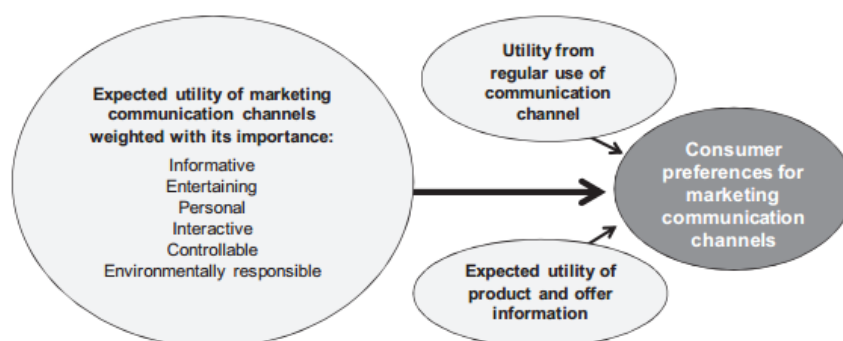 Expected utility of marketing
communication channels
weighted with its importance:
Informative
Entertaining
Personal
Interactive
Controllable
Environmentally responsible
Utility from
regular use of
communication
channel
Expected utility of
product and offer
information
Consumer
preferences for
marketing
communication
channels